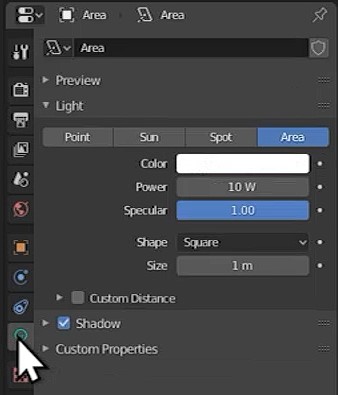 Area Area
Area
Preview
Light
Point Sun Spot Area
Color
Power 10 W
Specular 1.00
Shape Square
Size 1 m
Custom Distance
Shadow
Custom Properties